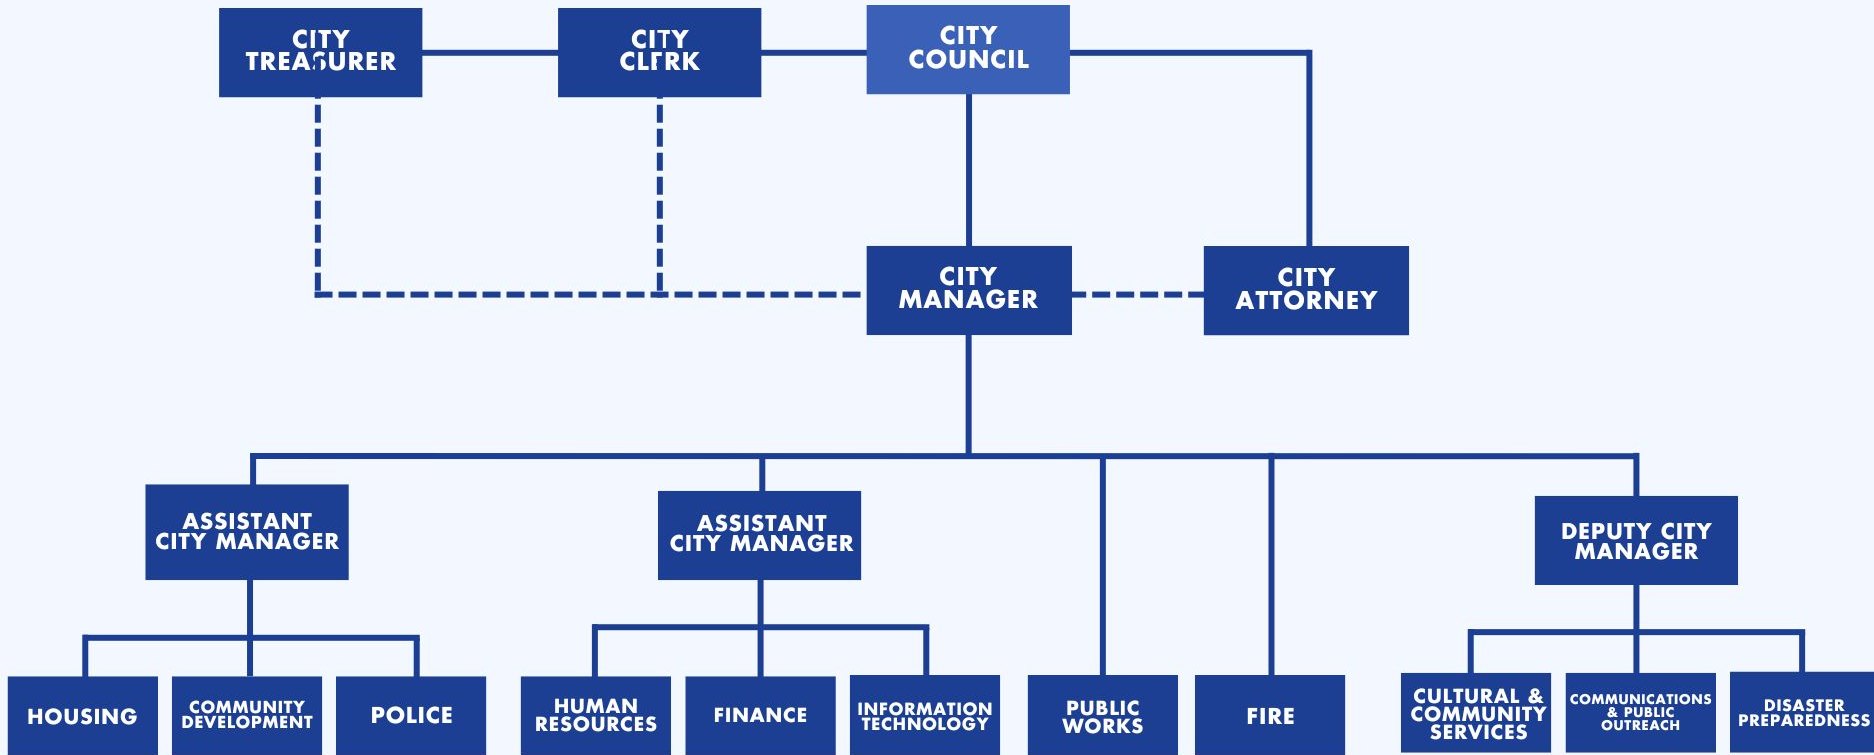 CITY
TREASURER
CITY
CLERK
CITY
COUNCIL
CITY
MANAGER
CITY
ATTORNEY
ASSISTANT
CITY MANAGER
ASSISTANT
CITY MANAGER
DEPUTY CITY
MANAGER
HOUSING
COMMUNITY
DEVELOPMENT
POLICE
HUMAN
RESOURCES
FINANCE
INFORMATION
TECHNOLOGY
PUBLIC
WORKS
FIRE
CULTURAL &
COMMUNITY
SERVICES
COMMUNICATIONS
& PUBLIC
OUTREACH
DISASTER
PREPAREDNESS